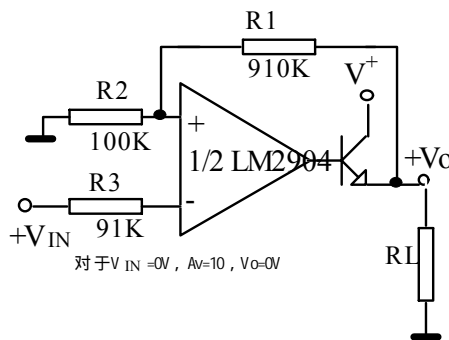 R1
910K
V+
R2
100K
+
1/2 LM2904
+Vo
R3
-
+VIN
91K
RL
对于V IN =0V , Av=10 , Vo=0V